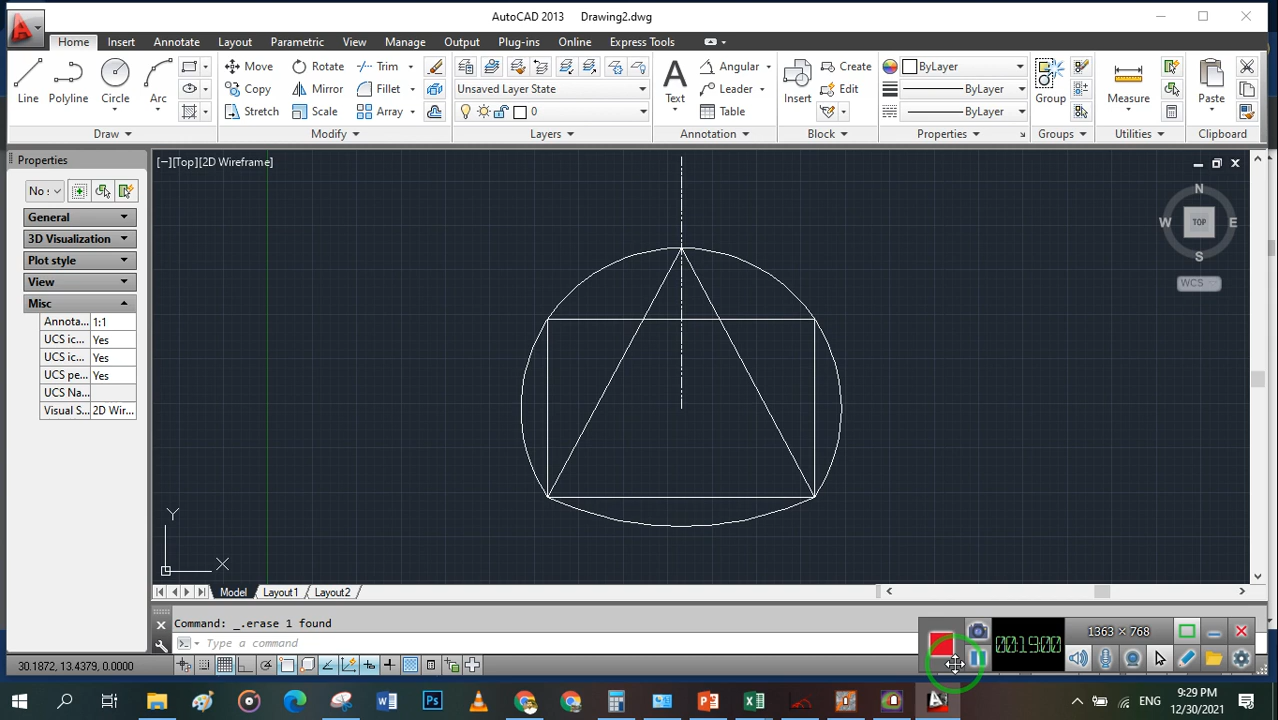 AutoCAD 2013 Drawing2.dwg
Home Insert Annotate Layout Parametric View Manage Output Plug-ins Online Express Tools
Line Polyline Circle Arc
Move Rotate Trim
Copy Mirror Fillet
Stretch Scale Array
Unsaved Layer State
0
Text
Angular
Leader
Table
Insert
Create
Edit
ByLayer
ByLayer
ByLayer
Group
Measure
Paste
Draw Modify Layers Annotation Block Properties Groups Utilities Clipboard
Properties
No s
General
3D Visualization
Plot style
View
Misc
Annota... 1:1
UCS ic... Yes
UCS ic... Yes
UCS pe... Yes
UCS Na...
Visual S... 2D Wir...
[−][Top][2D Wireframe]
N
W TOP E
S
WCS
Y
X
Model Layout1 Layout2
Command: _.erase 1 found
Type a command
30.1872, 13.4379, 0.0000
00:19:00
1363 × 768
ENG
9:29 PM
12/30/2021